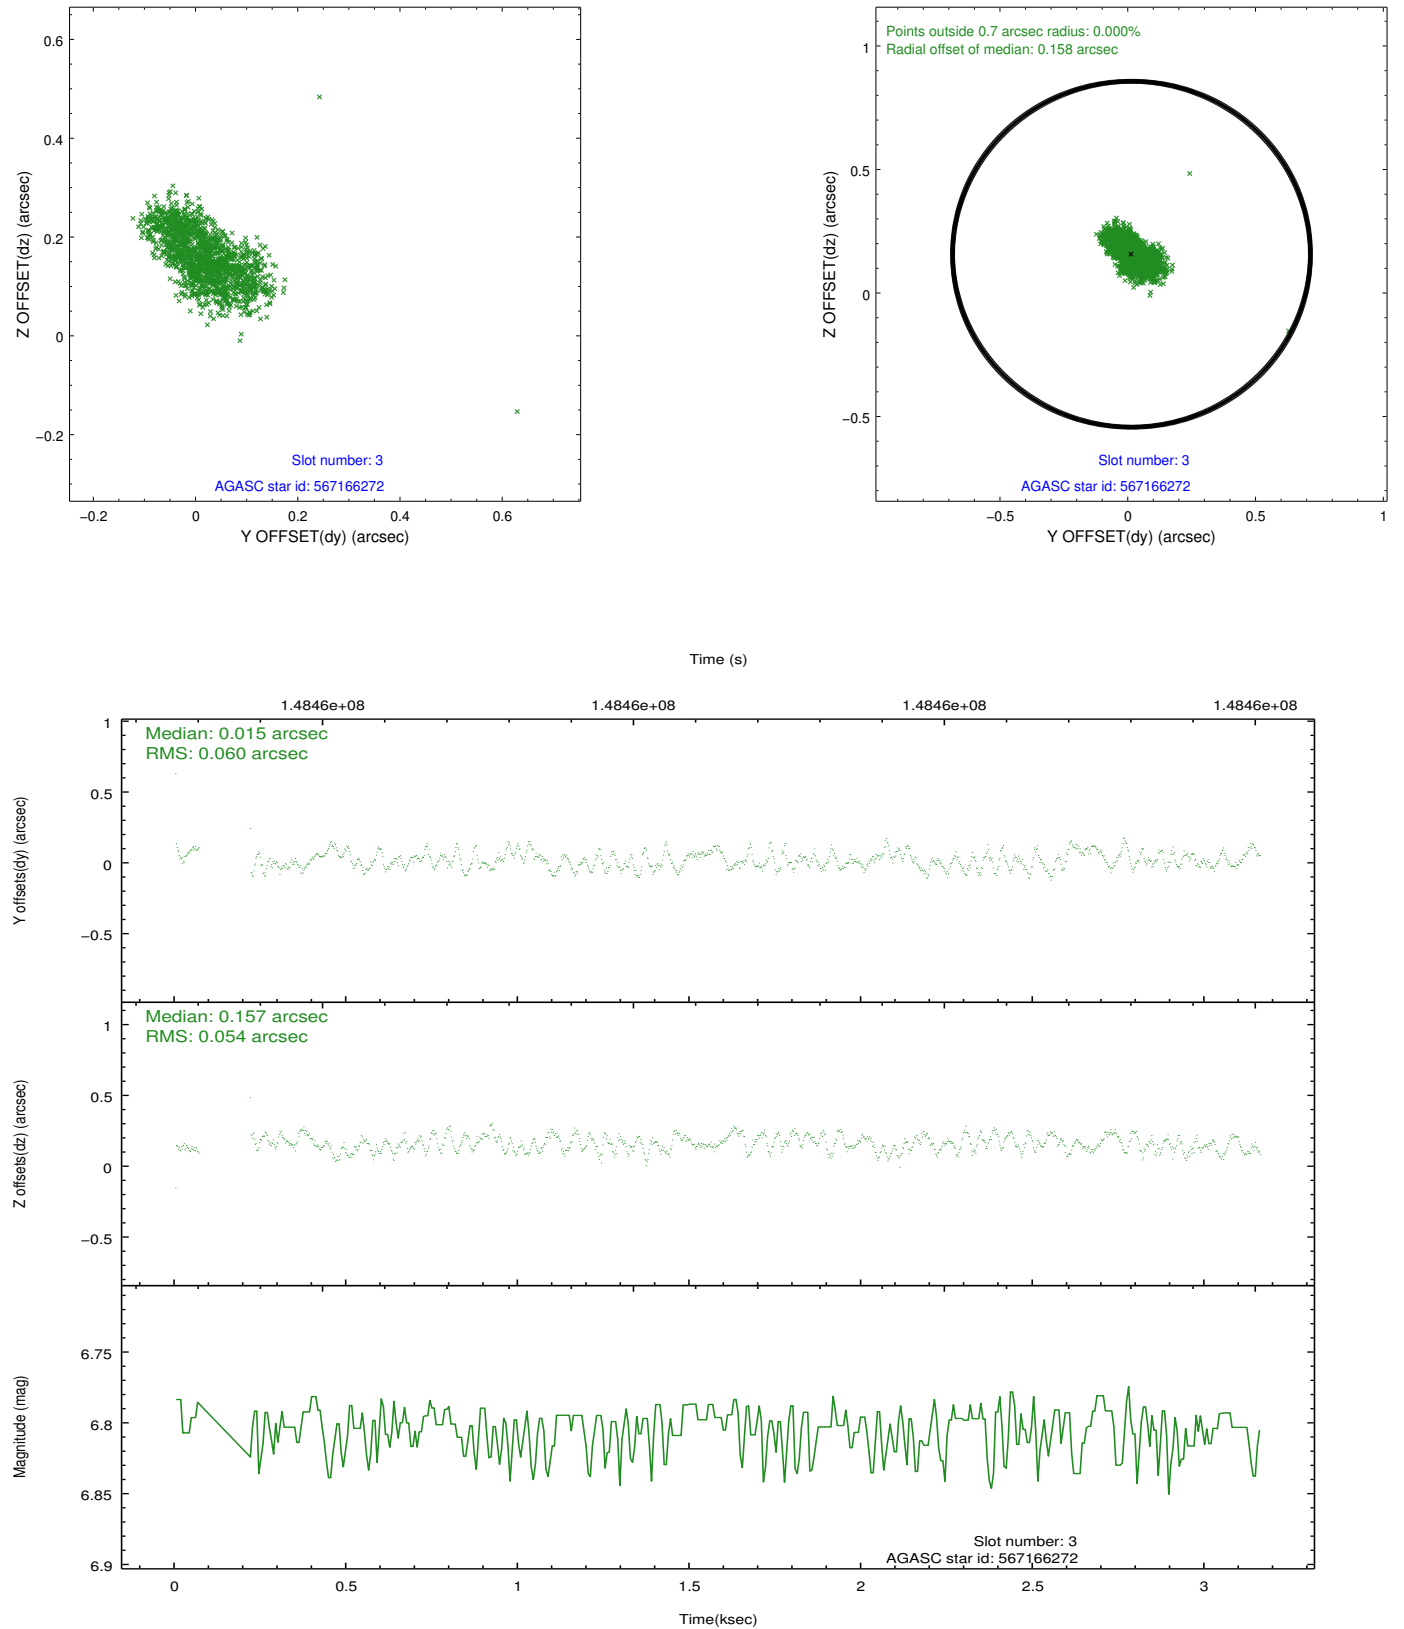 0.6
0.4
0.2
0
−0.2
Z OFFSET(dz) (arcsec)
Slot number: 3
AGASC star id: 567166272
−0.2 0 0.2 0.4 0.6
Y OFFSET(dy) (arcsec)
Points outside 0.7 arcsec radius: 0.000%
Radial offset of median: 0.158 arcsec
1
0.5
0
−0.5
Z OFFSET(dz) (arcsec)
Slot number: 3
AGASC star id: 567166272
−0.5 0 0.5 1
Y OFFSET(dy) (arcsec)
Time (s)
1.4846e+08 1.4846e+08 1.4846e+08 1.4846e+08
Median: 0.015 arcsec
RMS: 0.060 arcsec
1
0.5
0
−0.5
Y offsets(dy) (arcsec)
Median: 0.157 arcsec
RMS: 0.054 arcsec
1
0.5
0
−0.5
Z offsets(dz) (arcsec)
6.75
6.8
6.85
6.9
Magnitude (mag)
Slot number: 3
AGASC star id: 567166272
0 0.5 1 1.5 2 2.5 3
Time(ksec)